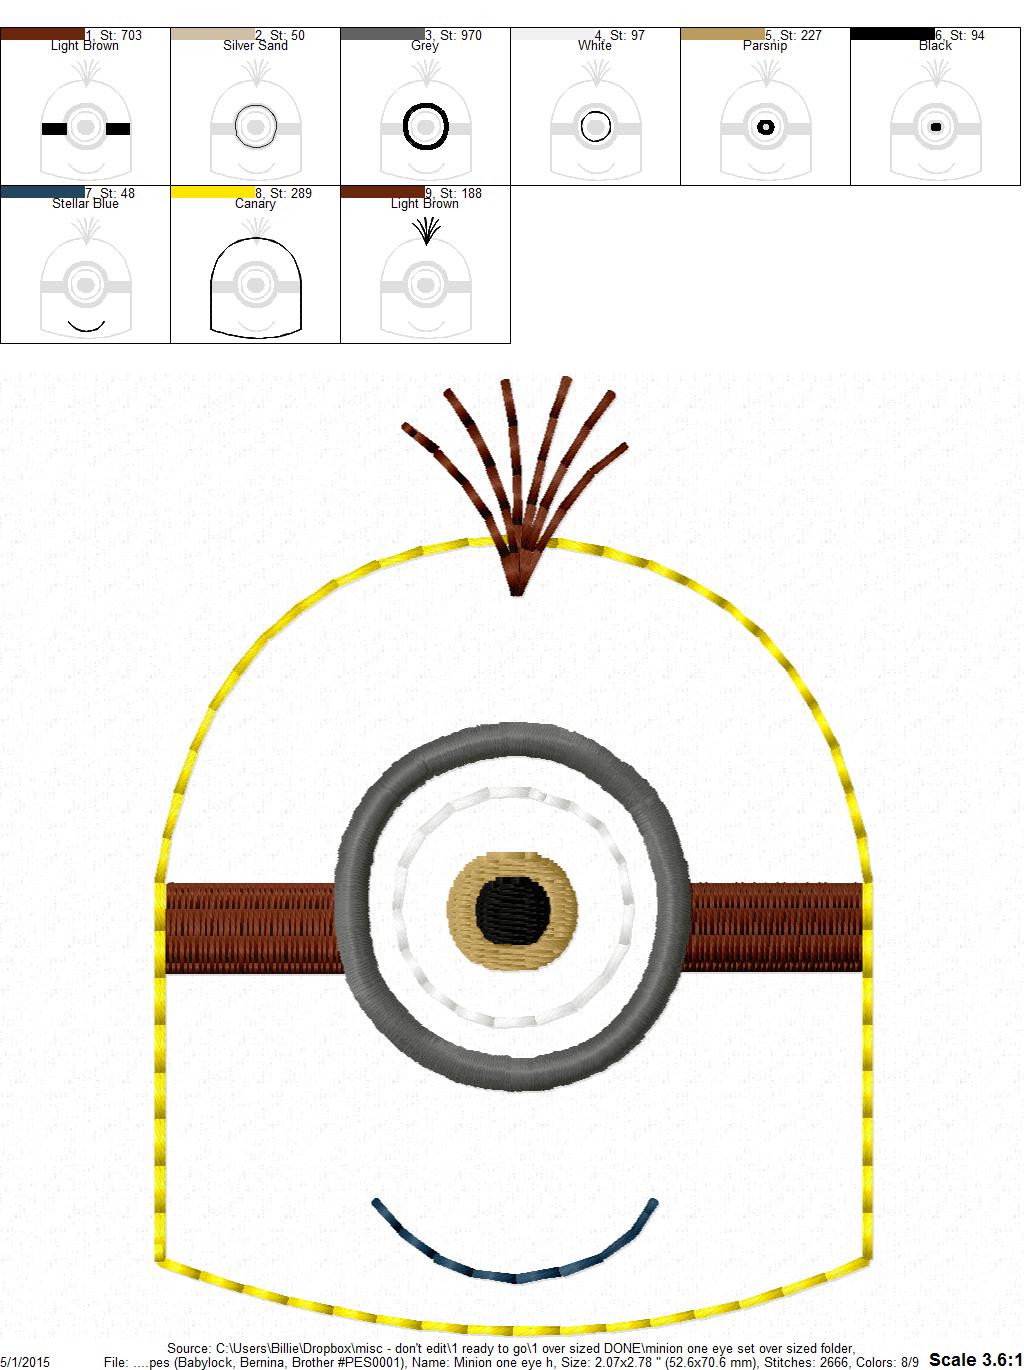 1, St: 703
Light Brown
2, St: 50
Silver Sand
3, St: 970
Grey
4, St: 97
White
5, St: 227
Parsnip
6, St: 94
Black
7, St: 48
Stellar Blue
8, St: 289
Canary
9, St: 188
Light Brown
Source: C:\Users\Billie\Dropbox\misc - don't edit\1 ready to go\1 over sized DONE\minion one eye set over sized folder,
5/1/2015 File: ....pes (Babylock, Bernina, Brother #PES0001), Name: Minion one eye h, Size: 2.07x2.78 " (52.6x70.6 mm), Stitches: 2666, Colors: 8/9 Scale 3.6:1